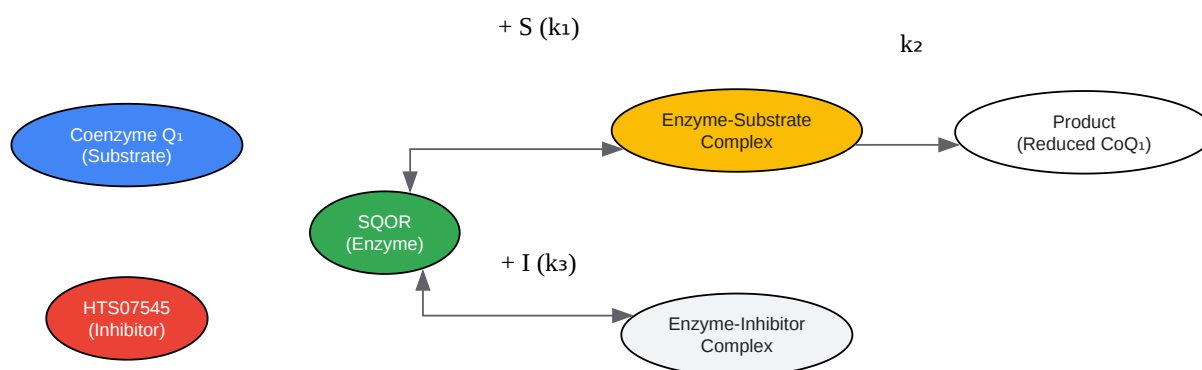 + S (k₁)
k₂
Coenzyme Q₁
(Substrate)
Enzyme-Substrate
Complex
Product
(Reduced CoQ₁)
SQOR
(Enzyme)
+ I (k₃)
HTS07545
(Inhibitor)
Enzyme-Inhibitor
Complex